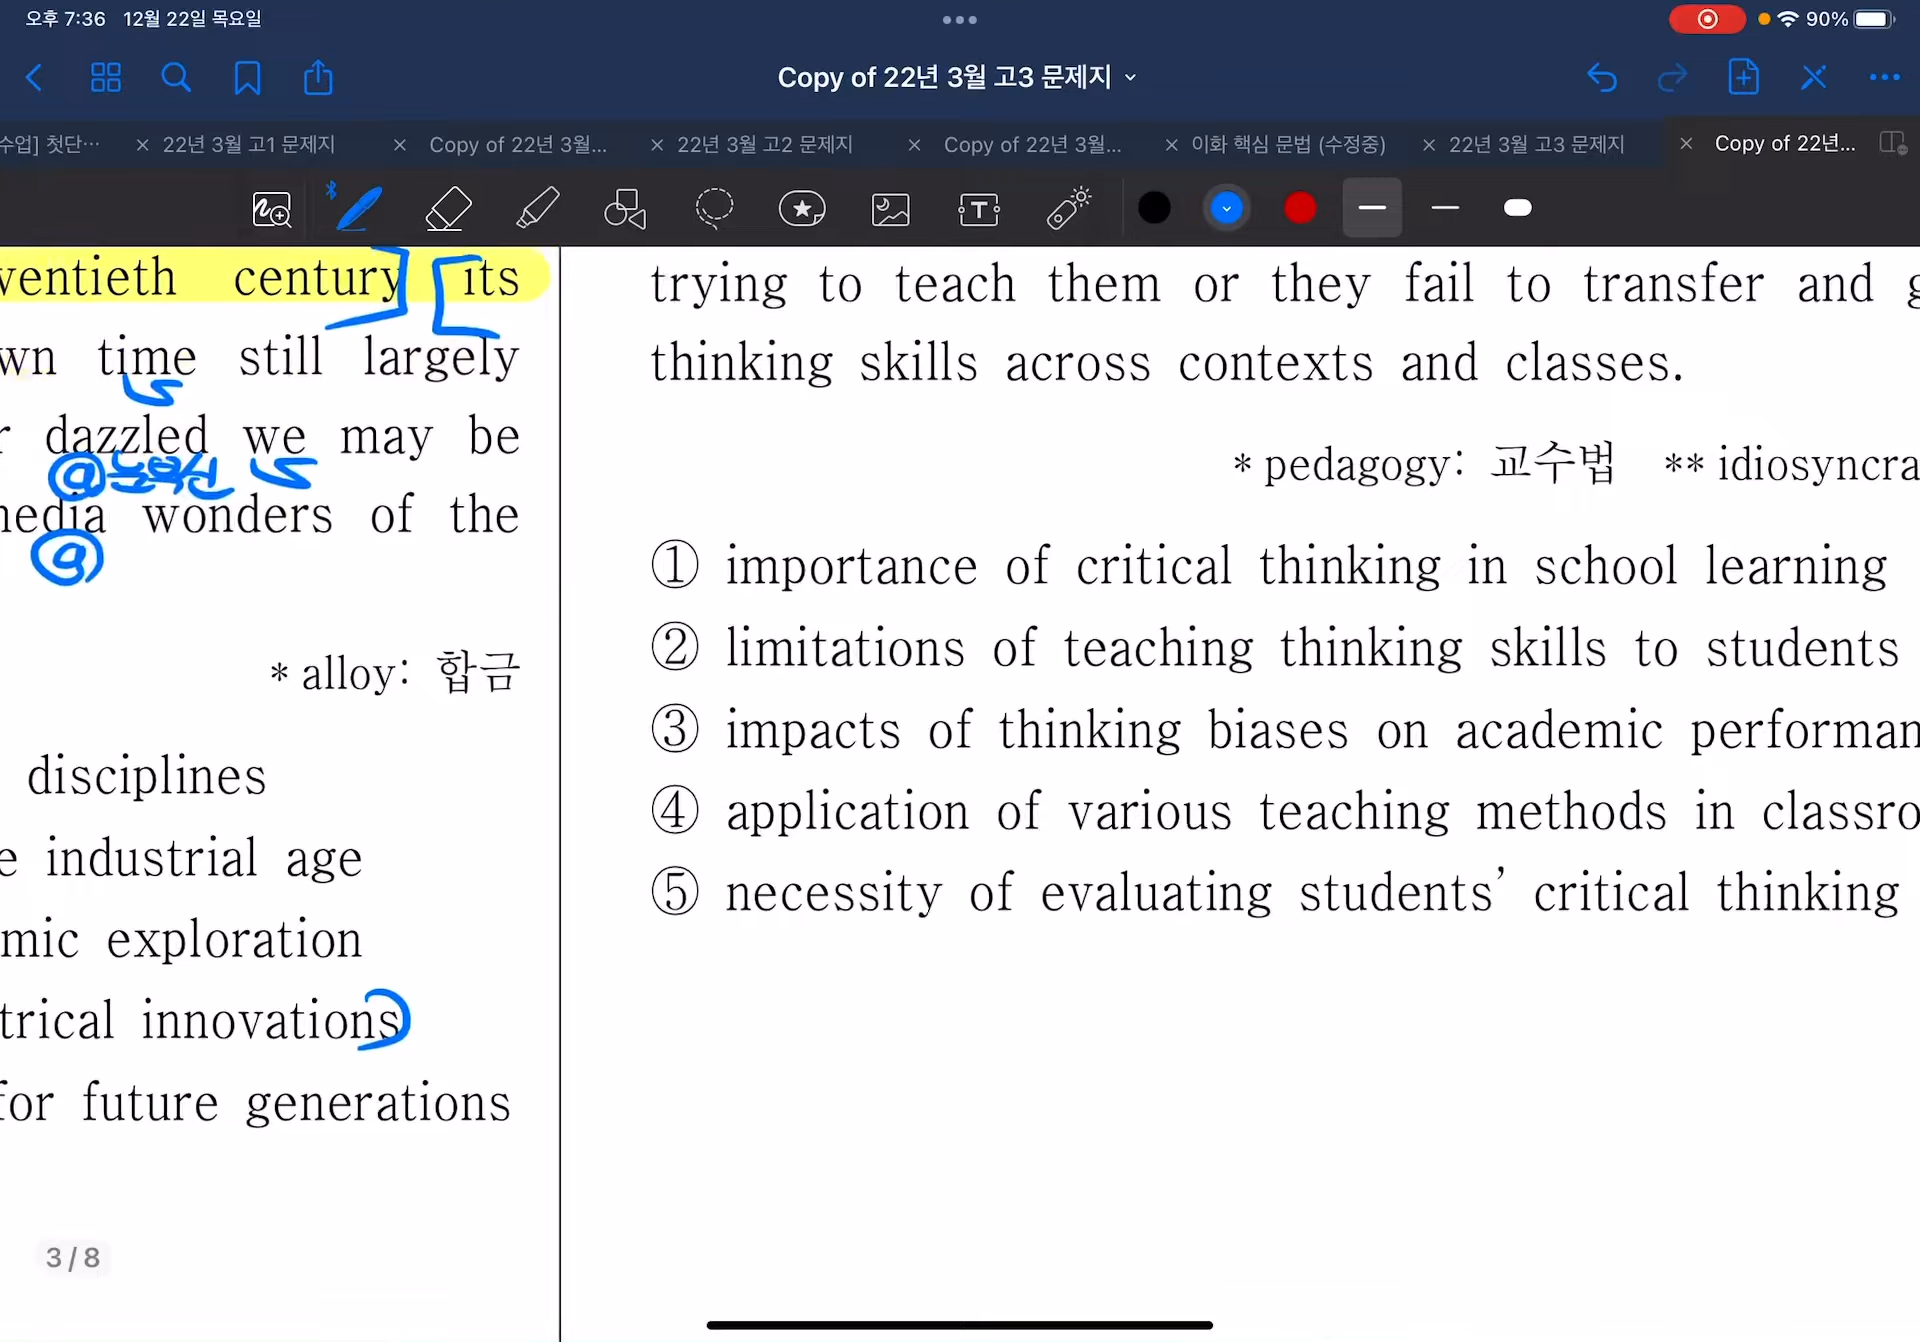 오후 7:36 12월 22일 목요일
90%
Copy of 22년 3월 고3 문제지
수업] 첫단…
22년 3월 고1 문제지
Copy of 22년 3월...
22년 3월 고2 문제지
Copy of 22년 3월...
이화 핵심 문법 (수정중)
22년 3월 고3 문제지
Copy of 22년...
ventieth century its
wn time still largely
r dazzled we may be
@눈부신
nedia wonders of the
@
* alloy: 합금
disciplines
e industrial age
mic exploration
trical innovations
for future generations
3 / 8
trying to teach them or they fail to transfer and g
thinking skills across contexts and classes.
* pedagogy: 교수법 ** idiosyncra
① importance of critical thinking in school learning
② limitations of teaching thinking skills to students
③ impacts of thinking biases on academic performan
④ application of various teaching methods in classro
⑤ necessity of evaluating students’ critical thinking